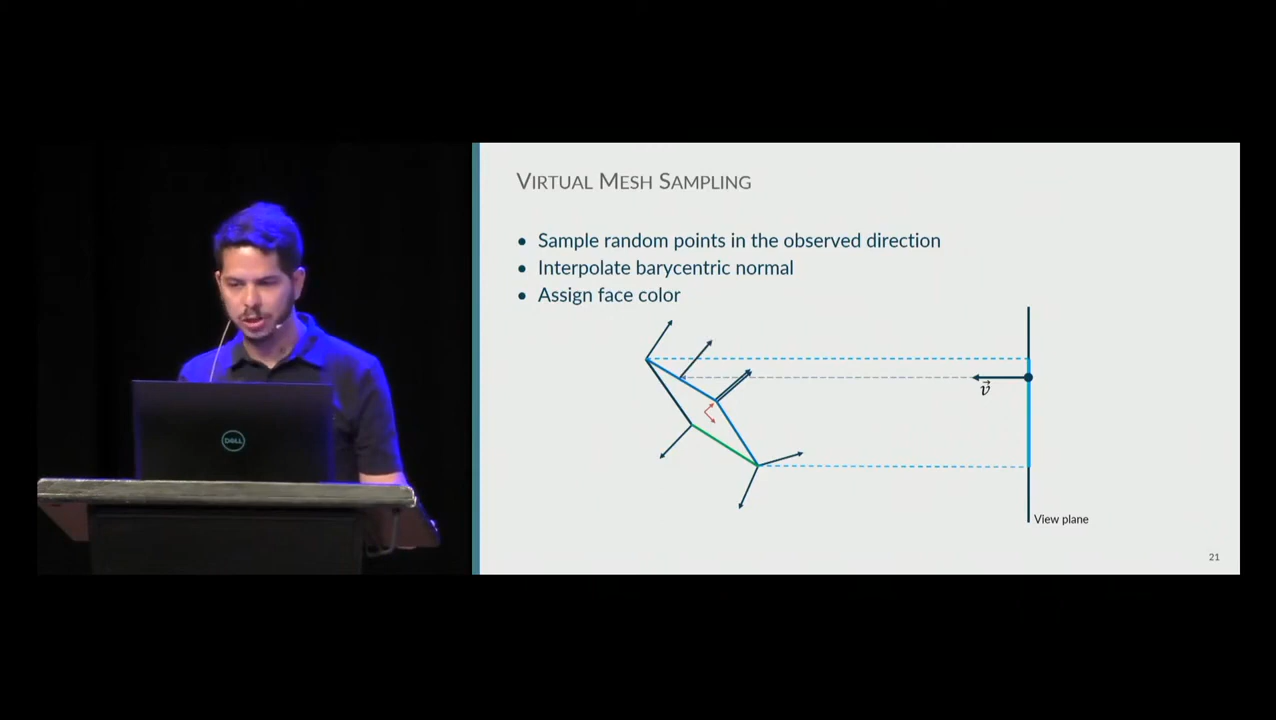 VIRTUAL MESH SAMPLING
• Sample random points in the observed direction
• Interpolate barycentric normal
• Assign face color
v⃗
View plane
21
DELL